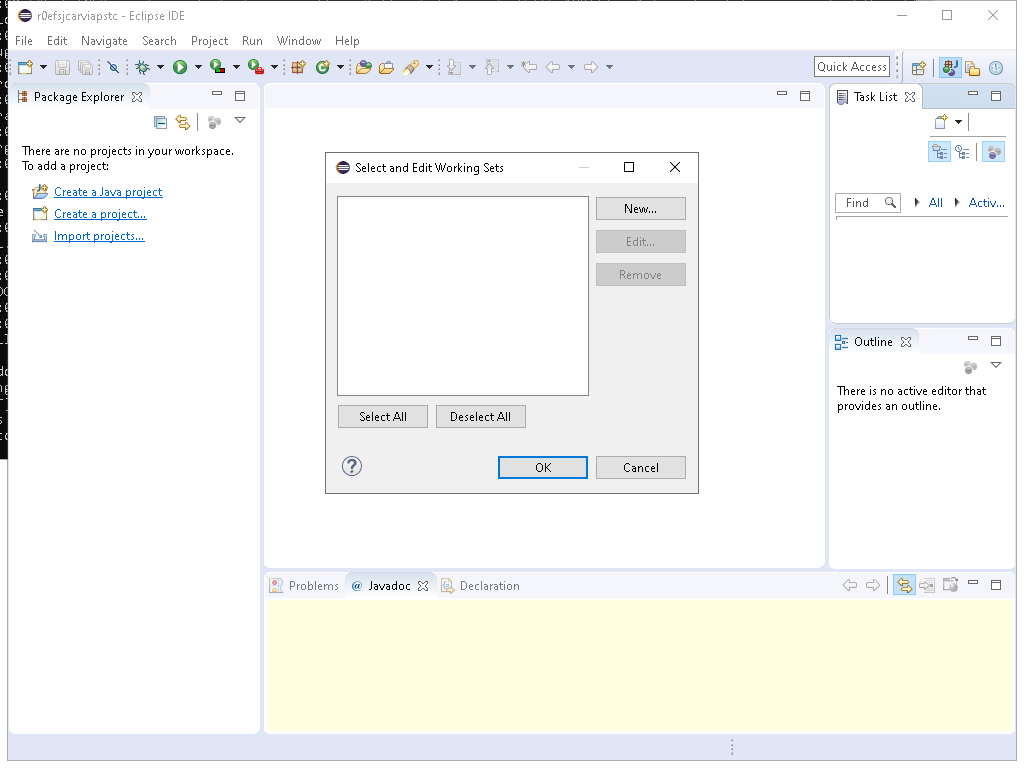 r0efsjcarviapstc - Eclipse IDE
File Edit Navigate Search Project Run Window Help
Quick Access
Package Explorer
There are no projects in your workspace.
To add a project:
Create a Java project
Create a project...
Import projects...
Select and Edit Working Sets
New...
Edit...
Remove
Select All Deselect All
OK Cancel
Task List
Find All Activ...
Outline
There is no active editor that
provides an outline.
Problems @ Javadoc Declaration